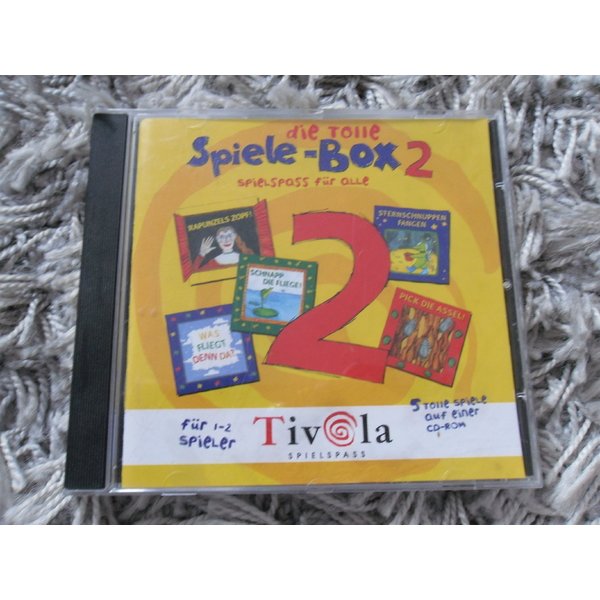 die Tolle
Spiele-Box 2
Spielspass für alle
RAPUNZELS ZOPF!
STERNSCHNUPPEN
FANGEN
SCHNAPP
DIE FLIEGE!
2
WAS
FLIEGT
DENN DA?
PICK DIE ASSEL!
für 1-2
Spieler
Tivola
SPIELSPASS
5 Tolle Spiele
auf einer
CD-ROM